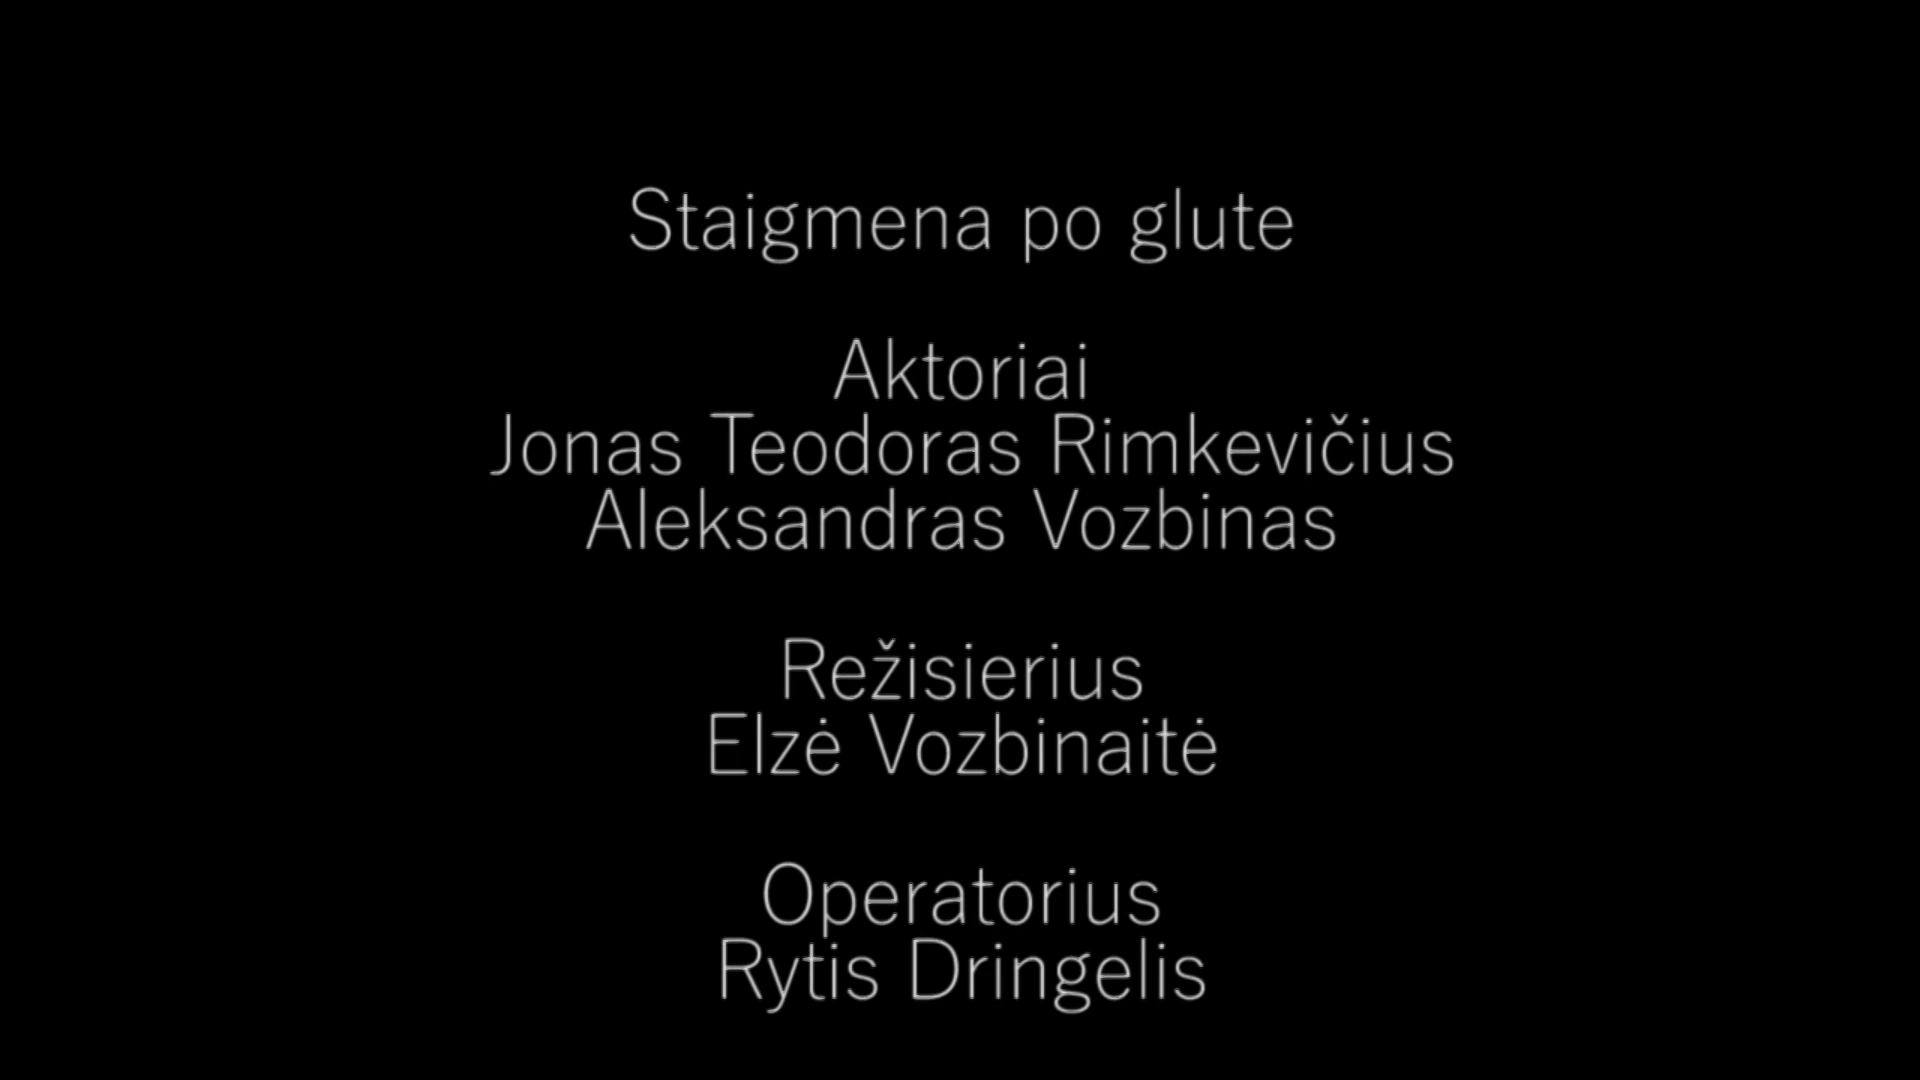 Staigmena po glute
Aktoriai
Jonas Teodoras Rimkevičius
Aleksandras Vozbinas
Režisierius
Elzė Vozbinaitė
Operatorius
Rytis Dringelis